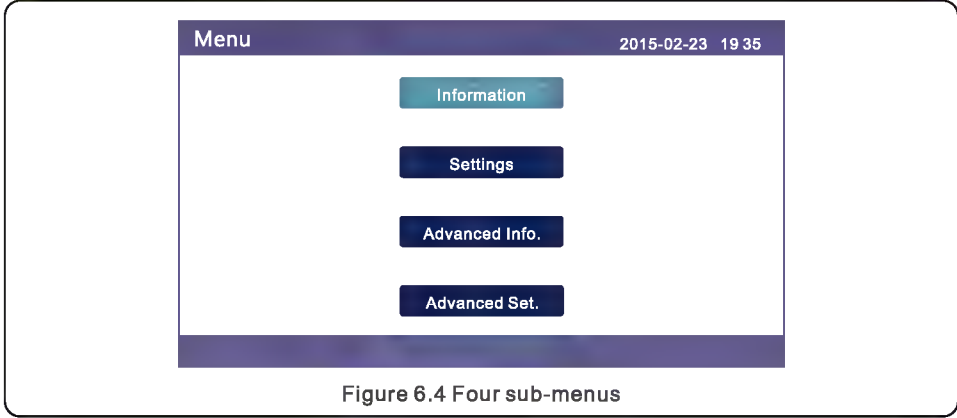 Menu 2015-02-23 19 35
Information
Settings
Advanced Info.
Advanced Set.
Figure 6.4 Four sub-menus